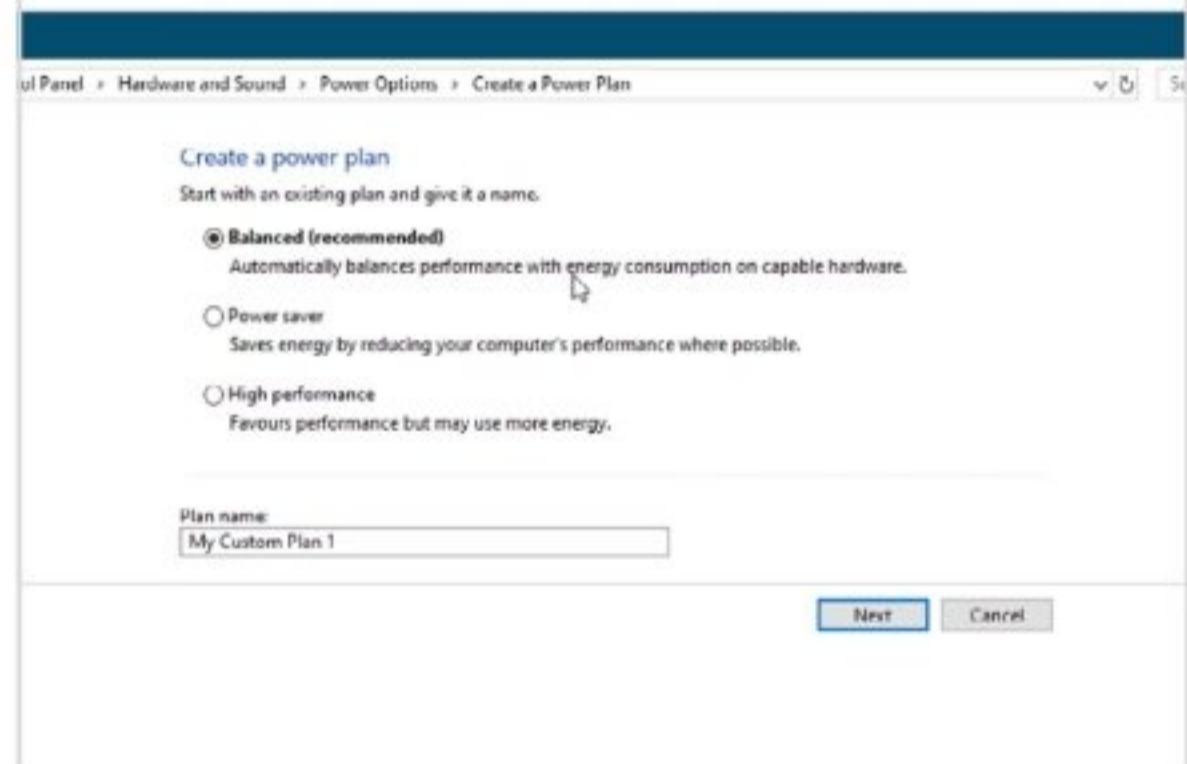 ul Panel > Hardware and Sound > Power Options > Create a Power Plan
Create a power plan
Start with an existing plan and give it a name.
Balanced (recommended)
Automatically balances performance with energy consumption on capable hardware.
Power saver
Saves energy by reducing your computer's performance where possible.
High performance
Favours performance but may use more energy.
Plan name:
My Custom Plan 1
Next Cancel